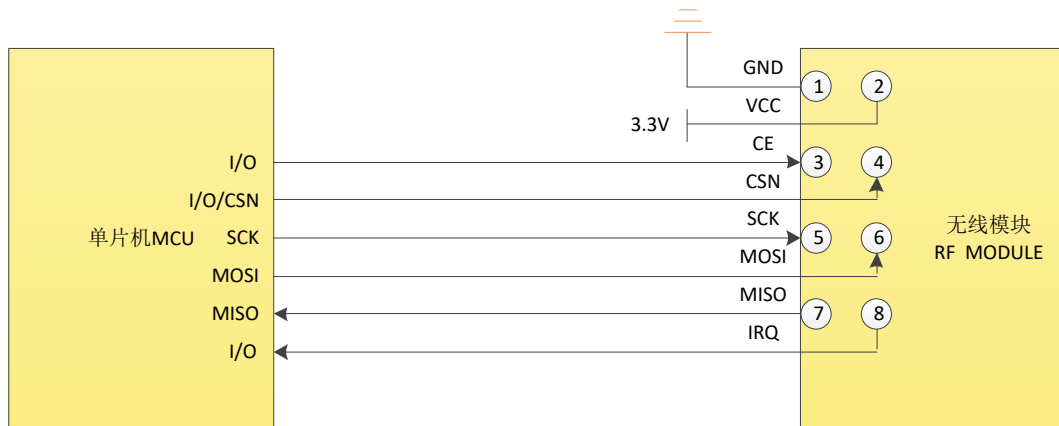 GND
1 2
VCC
3.3V
CE
I/O
3 4
CSN
I/O/CSN
SCK
单片机MCU SCK
5 6
无线模块
RF MODULE
MOSI
MOSI
MISO
MISO
7 8
IRQ
I/O